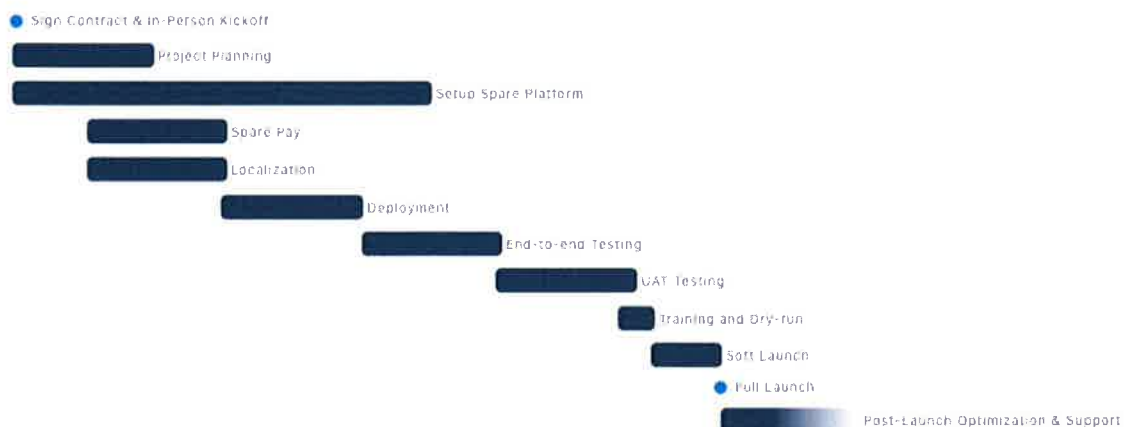 Sign Contract & In-Person Kickoff
Project Planning
Setup Spare Platform
Spare Pay
Localization
Deployment
End-to-end Testing
UAT Testing
Training and Dry-run
Soft Launch
Full Launch
Post-Launch Optimization & Support